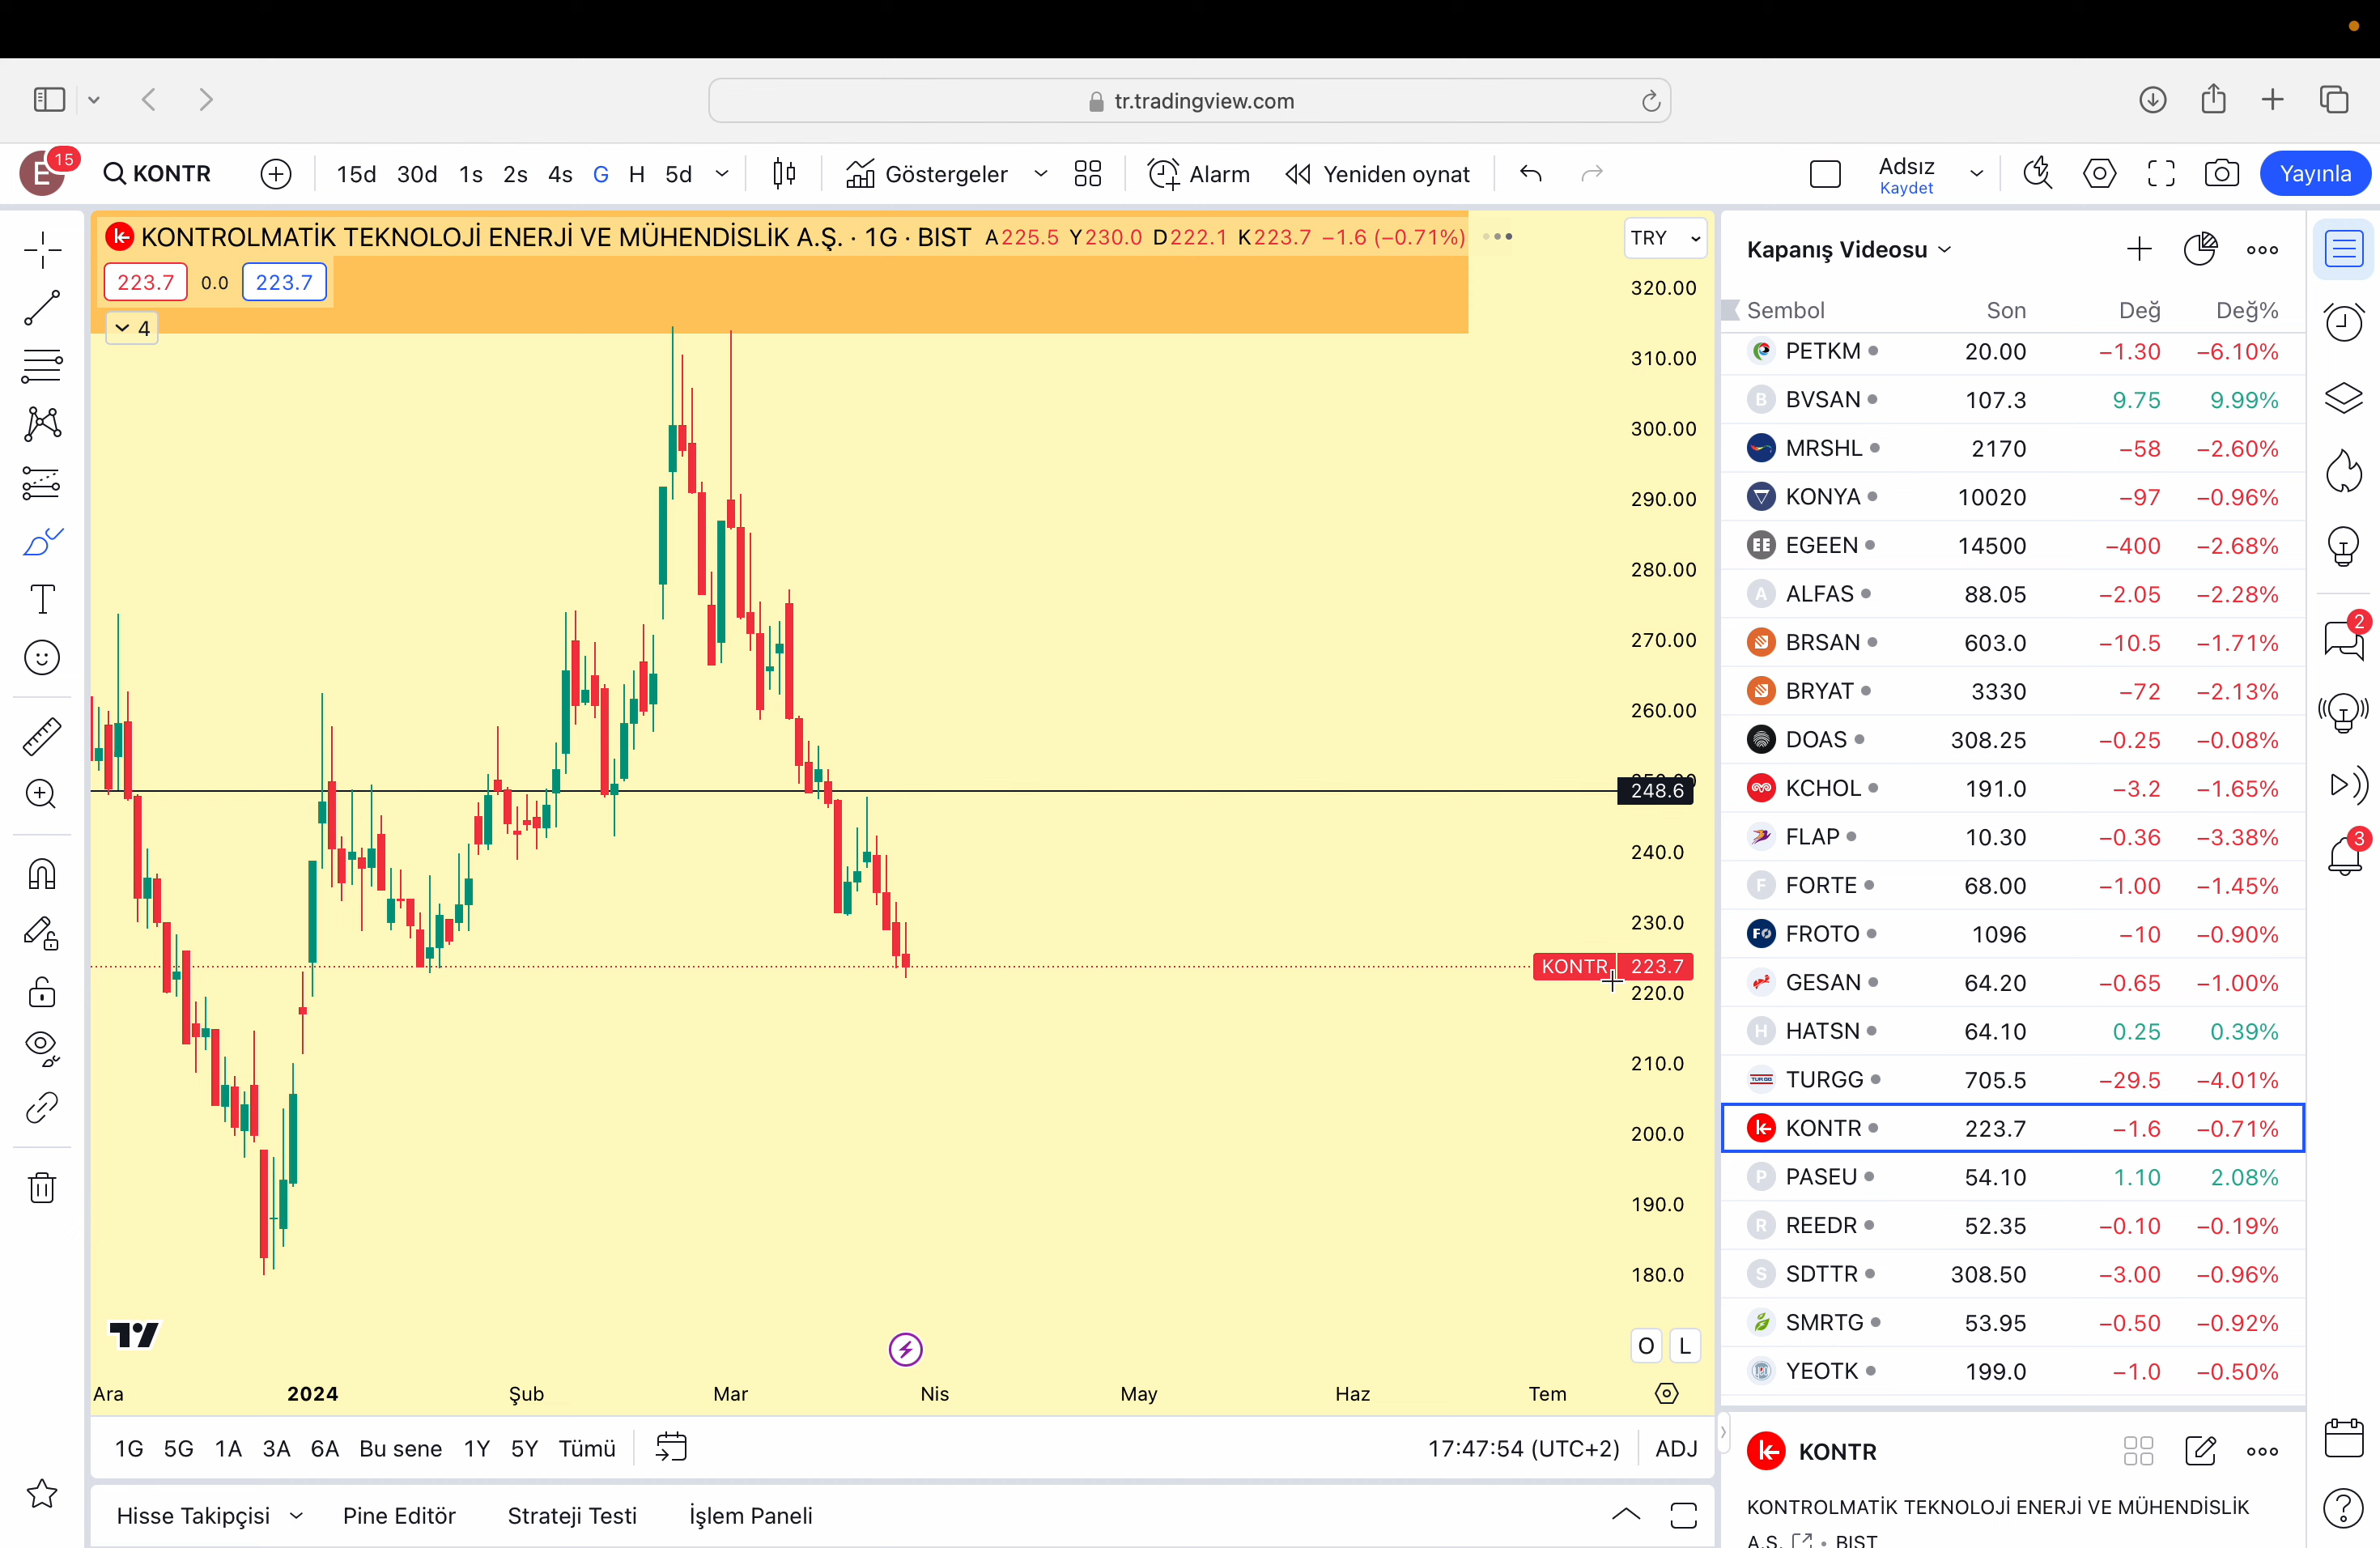 tr.tradingview.com
E 15
KONTR
15d 30d 1s 2s 4s G H 5d
Göstergeler
Alarm
Yeniden oynat
Adsız
Kaydet
Yayınla
KONTROLMATİK TEKNOLOJİ ENERJİ VE MÜHENDİSLİK A.Ş. · 1G · BIST A225.5 Y230.0 D222.1 K223.7 −1.6 (−0.71%)
TRY
223.7 0.0 223.7
4
320.00
310.00
300.00
290.00
280.00
270.00
260.00
248.6
240.0
230.0
KONTR 223.7
220.0
210.0
200.0
190.0
180.0
O L
Ara 2024 Şub Mar Nis May Haz Tem
1G 5G 1A 3A 6A Bu sene 1Y 5Y Tümü
17:47:54 (UTC+2) ADJ
Hisse Takipçisi Pine Editör Strateji Testi İşlem Paneli
Kapanış Videosu
Sembol Son Değ Değ%
PETKM 20.00 −1.30 −6.10%
B BVSAN 107.3 9.75 9.99%
MRSHL 2170 −58 −2.60%
KONYA 10020 −97 −0.96%
EE EGEEN 14500 −400 −2.68%
A ALFAS 88.05 −2.05 −2.28%
BRSAN 603.0 −10.5 −1.71%
BRYAT 3330 −72 −2.13%
DOAS 308.25 −0.25 −0.08%
KCHOL 191.0 −3.2 −1.65%
FLAP 10.30 −0.36 −3.38%
F FORTE 68.00 −1.00 −1.45%
FO FROTO 1096 −10 −0.90%
GESAN 64.20 −0.65 −1.00%
H HATSN 64.10 0.25 0.39%
TURGG 705.5 −29.5 −4.01%
KONTR 223.7 −1.6 −0.71%
P PASEU 54.10 1.10 2.08%
R REEDR 52.35 −0.10 −0.19%
S SDTTR 308.50 −3.00 −0.96%
SMRTG 53.95 −0.50 −0.92%
YEOTK 199.0 −1.0 −0.50%
KONTR
KONTROLMATİK TEKNOLOJİ ENERJİ VE MÜHENDİSLİK
A.S. • BIST
2
3